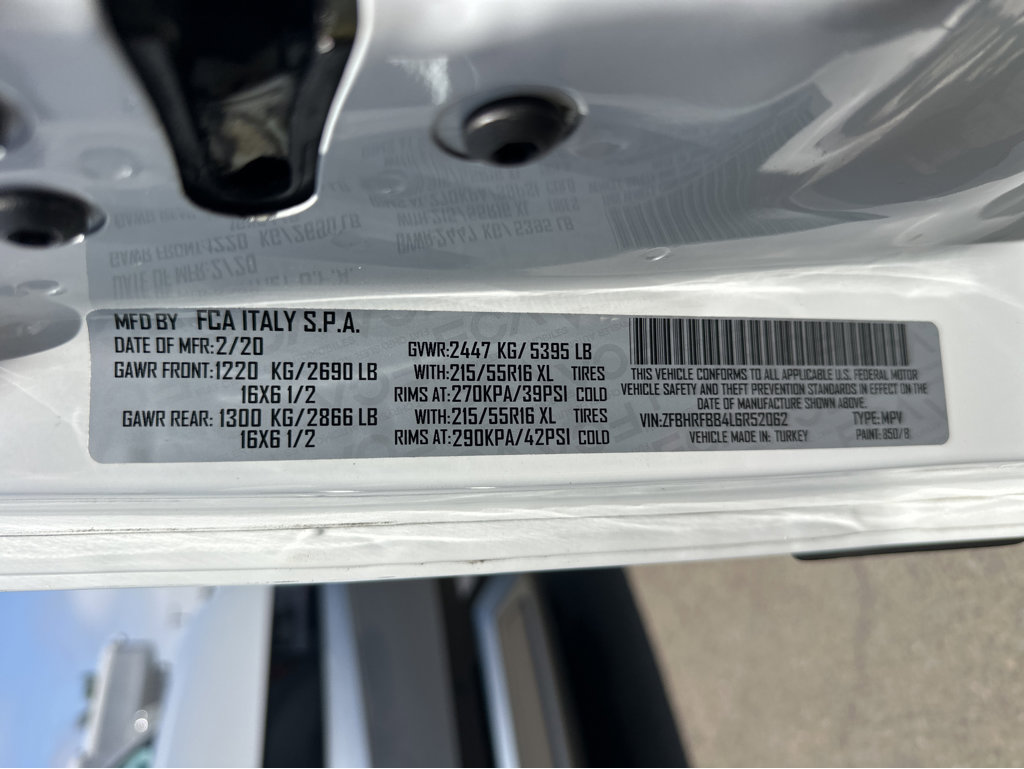 MFD BY FCA ITALY S.P.A.
DATE OF MFR:2/20
GAWR FRONT:1220 KG/2690 LB
16X6 1/2
GAWR REAR:1300 KG/2866 LB
16X6 1/2
GVWR:2447 KG/5395 LB
WITH:215/55R16 XL TIRES
RIMS AT:270KPA/39PSI COLD
WITH:215/55R16 XL TIRES
RIMS AT:290KPA/42PSI COLD
THIS VEHICLE CONFORMS TO ALL APPLICABLE U.S. FEDERAL MOTOR
VEHICLE SAFETY AND THEFT PREVENTION STANDARDS IN EFFECT ON THE
DATE OF MANUFACTURE SHOWN ABOVE.
VIN:ZFBHRFBB4L6R52062 TYPE:MPV
VEHICLE MADE IN: TURKEY PAINT: 850/B